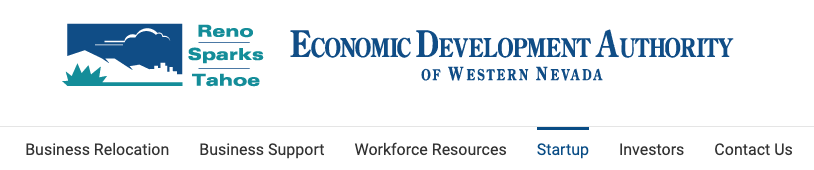 Reno
Sparks
Tahoe
ECONOMIC DEVELOPMENT AUTHORITY
OF WESTERN NEVADA
Business Relocation Business Support Workforce Resources Startup Investors Contact Us